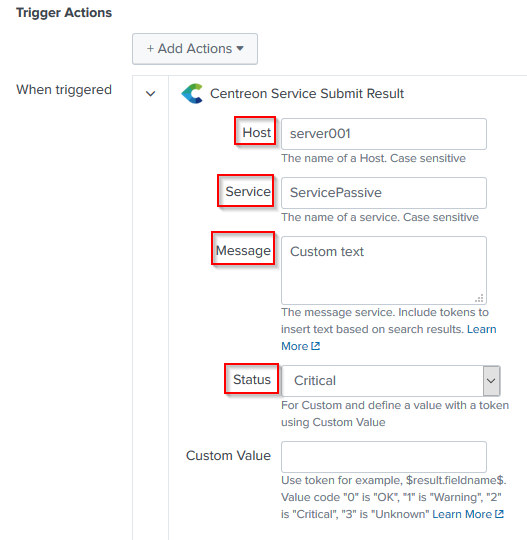 Trigger Actions
+ Add Actions
When triggered
Centreon Service Submit Result
Host
server001
The name of a Host. Case sensitive
Service
ServicePassive
The name of a service. Case sensitive
Message
Custom text
The message service. Include tokens to
insert text based on search results. Learn
More
Status
Critical
For Custom and define a value with a token
using Custom Value
Custom Value
Use token for example, $result.fieldname$.
Value code "0" is "OK", "1" is "Warning", "2"
is "Critical", "3" is "Unknown" Learn More